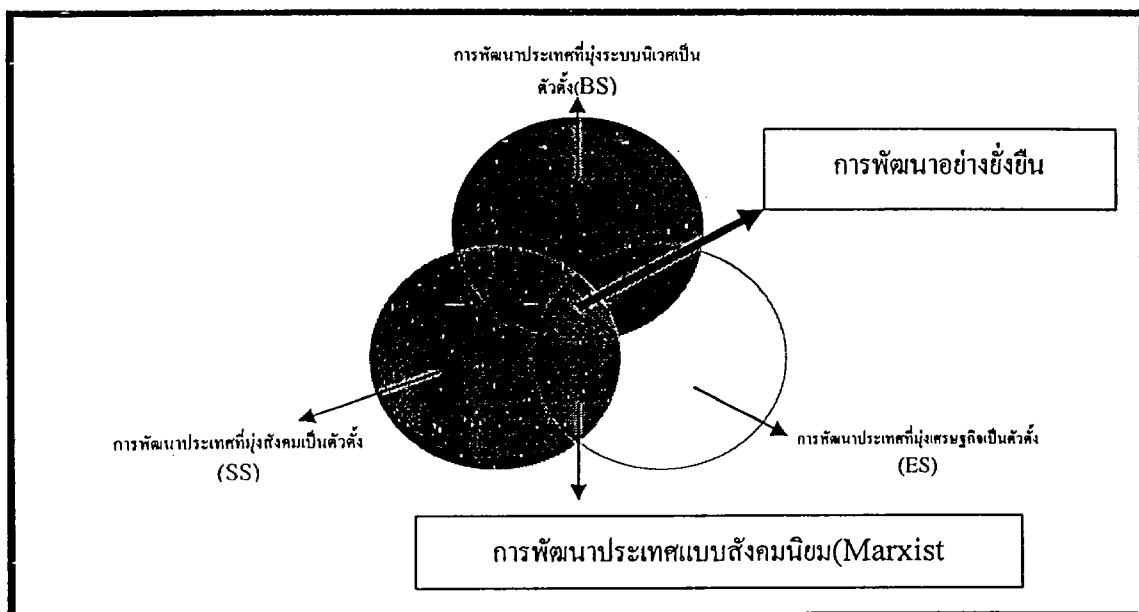 การพัฒนาประเทศที่มุ่งระบบนิเวศเป็น
ตัวตั้ง(BS)
การพัฒนาอย่างยั่งยืน
การพัฒนาประเทศที่มุ่งสังคมเป็นตัวตั้ง
(SS)
การพัฒนาประเทศที่มุ่งเศรษฐกิจเป็นตัวตั้ง
(ES)
การพัฒนาประเทศแบบสังคมนิยม(Marxist